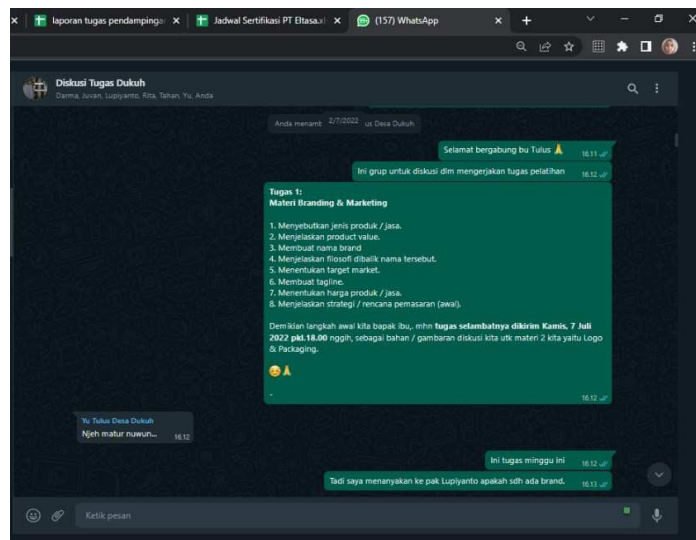 laporan tugas pendampinga
Jadwal Sertifikasi PT Eltasa.xl
(157) WhatsApp
Diskusi Tugas Dukuh
Darma, Juvan, Lupiyanto, Rita, Tahan, Yu, Anda
Anda menamb 2/7/2022 us Desa Dukuh
Selamat bergabung bu Tulus 🙏 16.11
Ini grup untuk diskusi dlm mengerjakan tugas pelatihan 16.12
Tugas 1:
Materi Branding & Marketing
1. Menyebutkan jenis produk / jasa.
2. Menjelaskan product value.
3. Membuat nama brand
4. Menjelaskan filosofi dibalik nama tersebut.
5. Menentukan target market.
6. Membuat tagline.
7. Menentukan harga produk / jasa.
8. Menjelaskan strategi / rencana pemasaran (awal).
Demikian langkah awal kita bapak ibu,. mhn tugas selambatnya dikirim Kamis, 7 Juli
2022 pkl.18.00 nggih, sebagai bahan / gambaran diskusi kita utk materi 2 kita yaitu Logo
& Packaging.
😊🙏
-
16.12
Yu Tulus Desa Dukuh
Njeh matur nuwun... 16.12
Ini tugas minggu ini 16.12
Tadi saya menanyakan ke pak Lupiyanto apakah sdh ada brand. 16.13
Ketik pesan